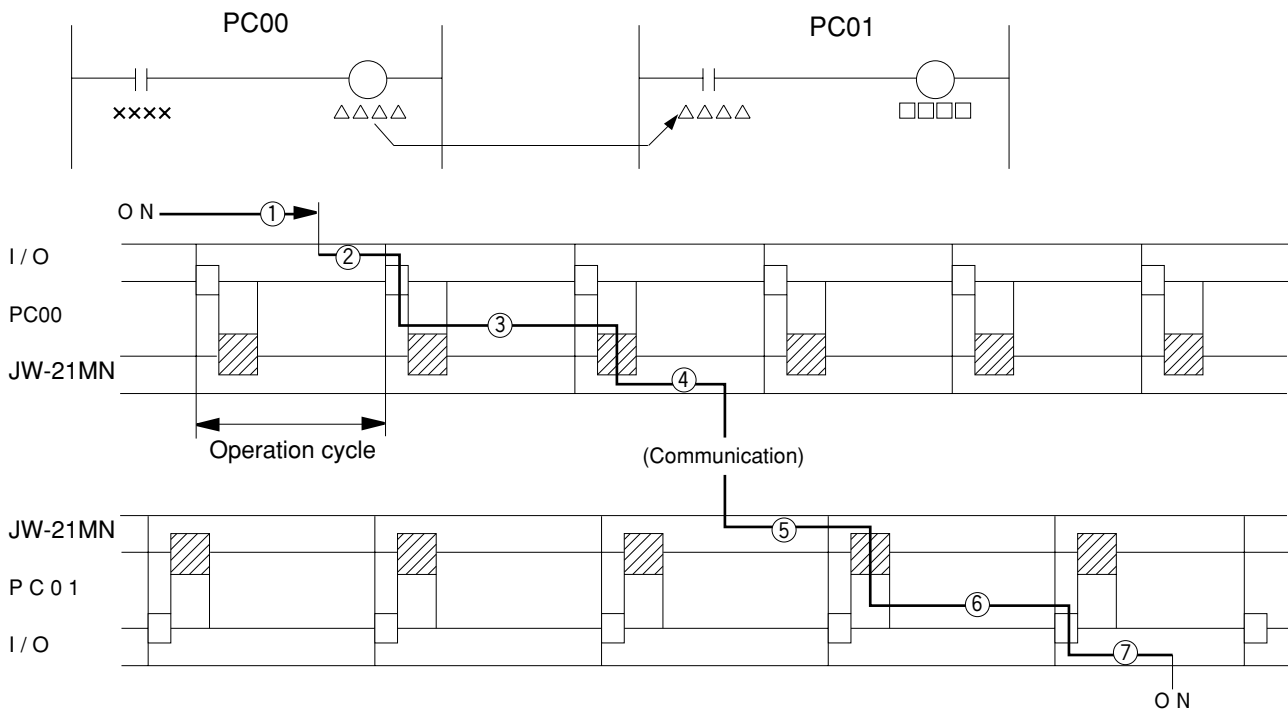 PC00 PC01
×××× △△△△ △△△△ □□□□
O N ①
I / O ②
PC00 ③
JW-21MN ④
Operation cycle
(Communication)
JW-21MN ⑤
P C 0 1 ⑥
I / O ⑦
O N